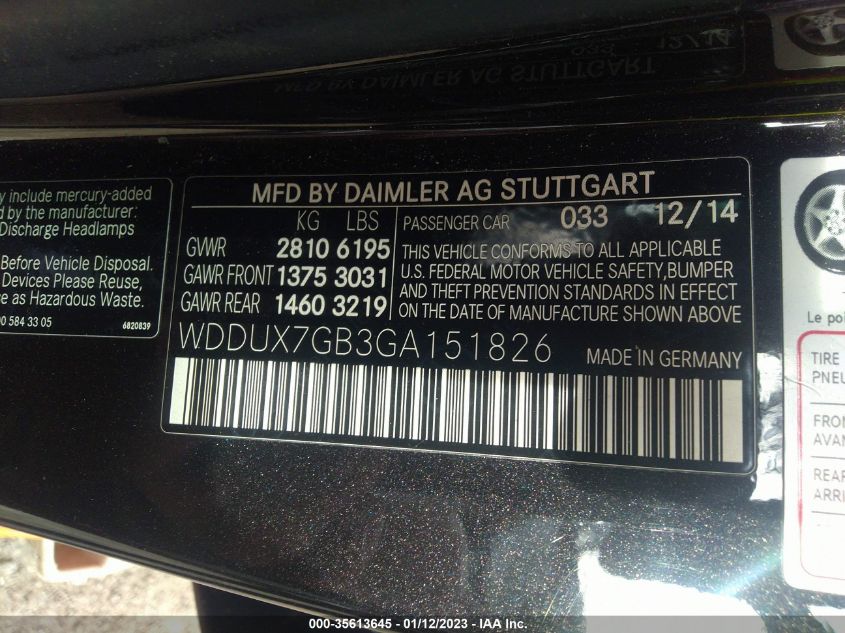 y include mercury-added
d by the manufacturer:
Discharge Headlamps
Before Vehicle Disposal.
Devices Please Reuse,
se as Hazardous Waste.
00 584 33 05 6820839
MFD BY DAIMLER AG STUTTGART
KG LBS
GVWR 2810 6195
GAWR FRONT 1375 3031
GAWR REAR 1460 3219
PASSENGER CAR 033 12/14
THIS VEHICLE CONFORMS TO ALL APPLICABLE
U.S. FEDERAL MOTOR VEHICLE SAFETY,BUMPER
AND THEFT PREVENTION STANDARDS IN EFFECT
ON THE DATE OF MANUFACTURE SHOWN ABOVE
WDDUX7GB3GA151826 MADE IN GERMANY
Le po
TIRE
PNEU
FRON
AVAN
REAR
ARRI
000-35613645 - 01/12/2023 - IAA Inc.